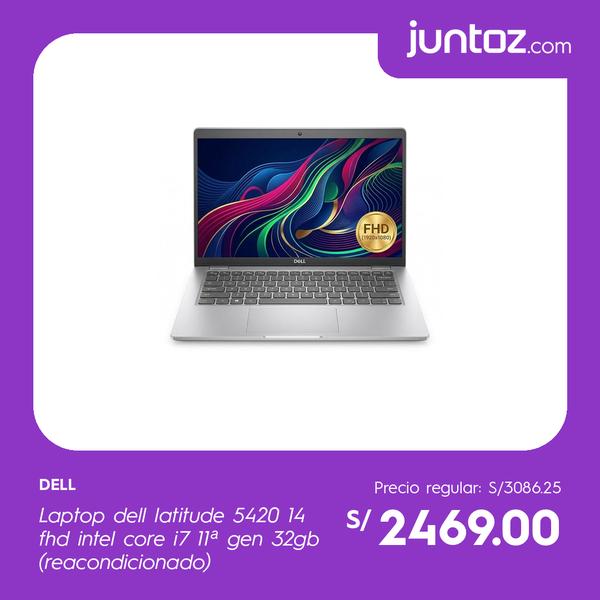 juntoz.com
FHD
(1920x1080)
DELL
DELL
Laptop dell latitude 5420 14
fhd intel core i7 11ª gen 32gb
(reacondicionado)
Precio regular: S/3086.25
S/ 2469.00